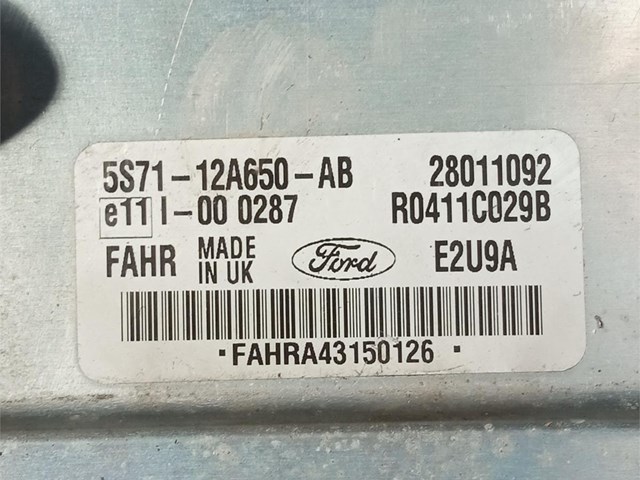 5S71-12A650-AB 28011092
e11 I-00 0287 R0411C029B
FAHR MADE IN UK Ford E2U9A
·FAHRA43150126·